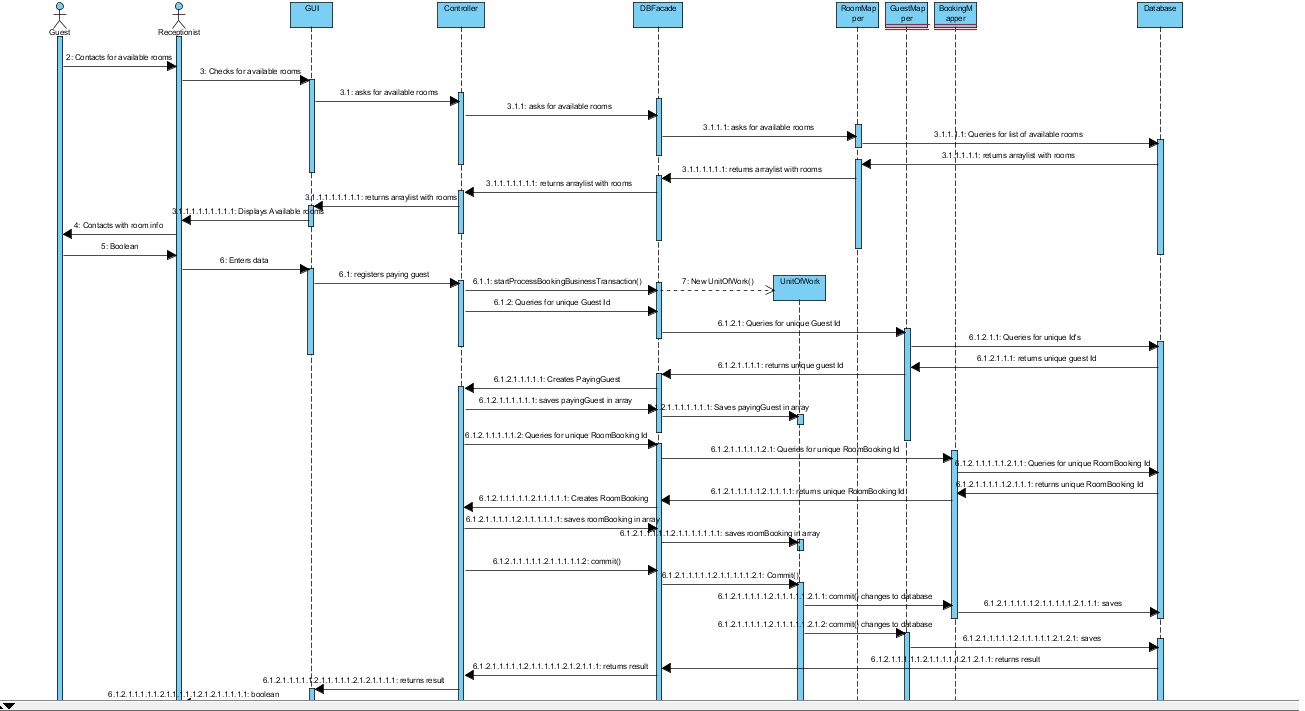 GUI
Controller
DBFacade
RoomMap
per
GuestMap
per
BookingM
apper
Database
Guest
Receptionist
2: Contacts for available rooms
3: Checks for available rooms
3.1: asks for available rooms
3.1.1: asks for available rooms
3.1.1.1: asks for available rooms
3.1.1.1.1: Queries for list of available rooms
3.1.1.1.1.1: returns arraylist with rooms
3.1.1.1.1.1.1: returns arraylist with rooms
3.1.1.1.1.1.1.1: returns arraylist with rooms
3.1.1.1.1.1.1.1.1: returns arraylist with rooms
3.1.1.1.1.1.1.1.1.1: Displays Available rooms
4: Contacts with room info
5: Boolean
6: Enters data
6.1: registers paying guest
6.1.1: startProcessBookingBusinessTransaction()
7: New UnitOfWork()
UnitOfWork
6.1.2: Queries for unique Guest Id
6.1.2.1: Queries for unique Guest Id
6.1.2.1.1: Queries for unique Id's
6.1.2.1.1.1: returns unique guest Id
6.1.2.1.1.1.1: returns unique guest Id
6.1.2.1.1.1.1.1: Creates PayingGuest
6.1.2.1.1.1.1.1.1: saves payingGuest in array
Saves payingGuest in array
6.1.2.1.1.1.1.1.2: Queries for unique RoomBooking Id
6.1.2.1.1.1.1.1.2.1: Queries for unique RoomBooking Id
6.1.2.1.1.1.1.1.2.1.1: Queries for unique RoomBooking Id
6.1.2.1.1.1.1.1.2.1.1.1: returns unique RoomBooking Id
6.1.2.1.1.1.1.1.2.1.1.1.1: returns unique RoomBooking Id
6.1.2.1.1.1.1.1.2.1.1.1.1.1: Creates RoomBooking
6.1.2.1.1.1.1.1.2.1.1.1.1.1.1: saves roomBooking in array
6.1.2.1.1.1.1.1.2.1.1.1.1.1.1.1: saves roomBooking in array
6.1.2.1.1.1.1.1.2.1.1.1.1.1.2: commit()
6.1.2.1.1.1.1.1.2.1.1.1.1.1.2.1: Commit()
6.1.2.1.1.1.1.1.2.1.1.1.1.1.2.1.1: commit() changes to database
6.1.2.1.1.1.1.1.2.1.1.1.1.1.2.1.1.1: saves
6.1.2.1.1.1.1.1.2.1.1.1.1.1.2.1.2: commit() changes to database
6.1.2.1.1.1.1.1.2.1.1.1.1.1.2.1.2.1: saves
6.1.2.1.1.1.1.1.2.1.1.1.1.1.2.1.2.1.1: returns result
6.1.2.1.1.1.1.1.2.1.1.1.1.1.2.1.2.1.1.1: returns result
6.1.2.1.1.1.1.1.2.1.1.1.1.1.2.1.2.1.1.1.1: returns result
6.1.2.1.1.1.1.1.2.1.1.1.1.1.2.1.2.1.1.1.1.1: boolean